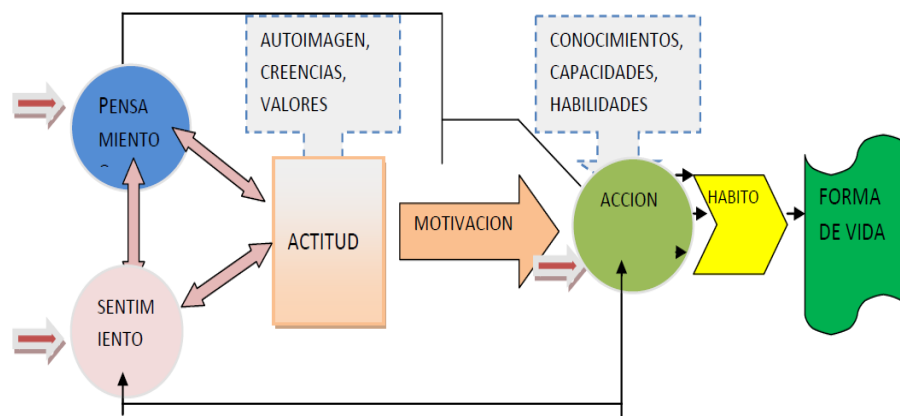 AUTOIMAGEN,
CREENCIAS,
VALORES
CONOCIMIENTOS,
CAPACIDADES,
HABILIDADES
PENSA
MIENTO
ACTITUD
MOTIVACION
ACCION
HABITO
FORMA
DE VIDA
SENTIM
IENTO